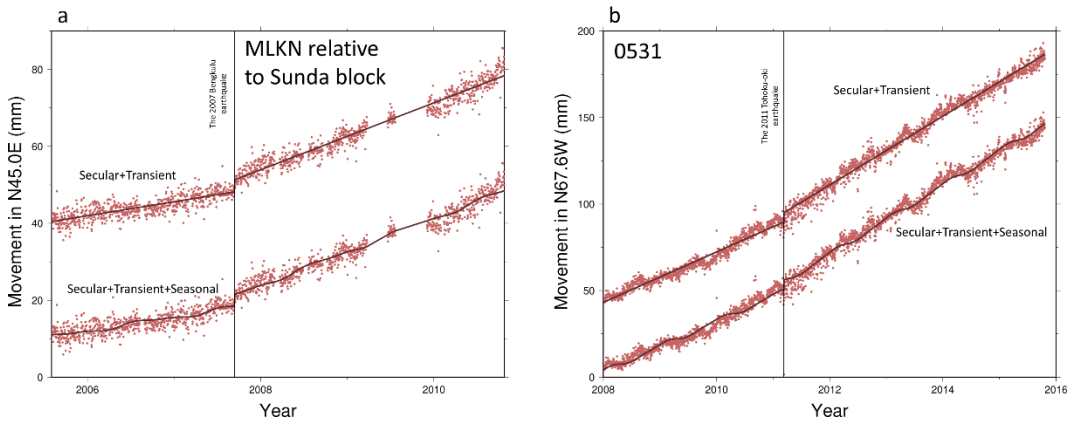 a
MLKN relative
to Sunda block
The 2007 Bengkulu
earthquake
Secular+Transient
Secular+Transient+Seasonal
Movement in N45.0E (mm)
80
60
40
20
0
2006
2008
2010
Year
b
0531
The 2011 Tohoku-oki
earthquake
Secular+Transient
Secular+Transient+Seasonal
Movement in N67.6W (mm)
200
150
100
50
0
2008
2010
2012
2014
2016
Year